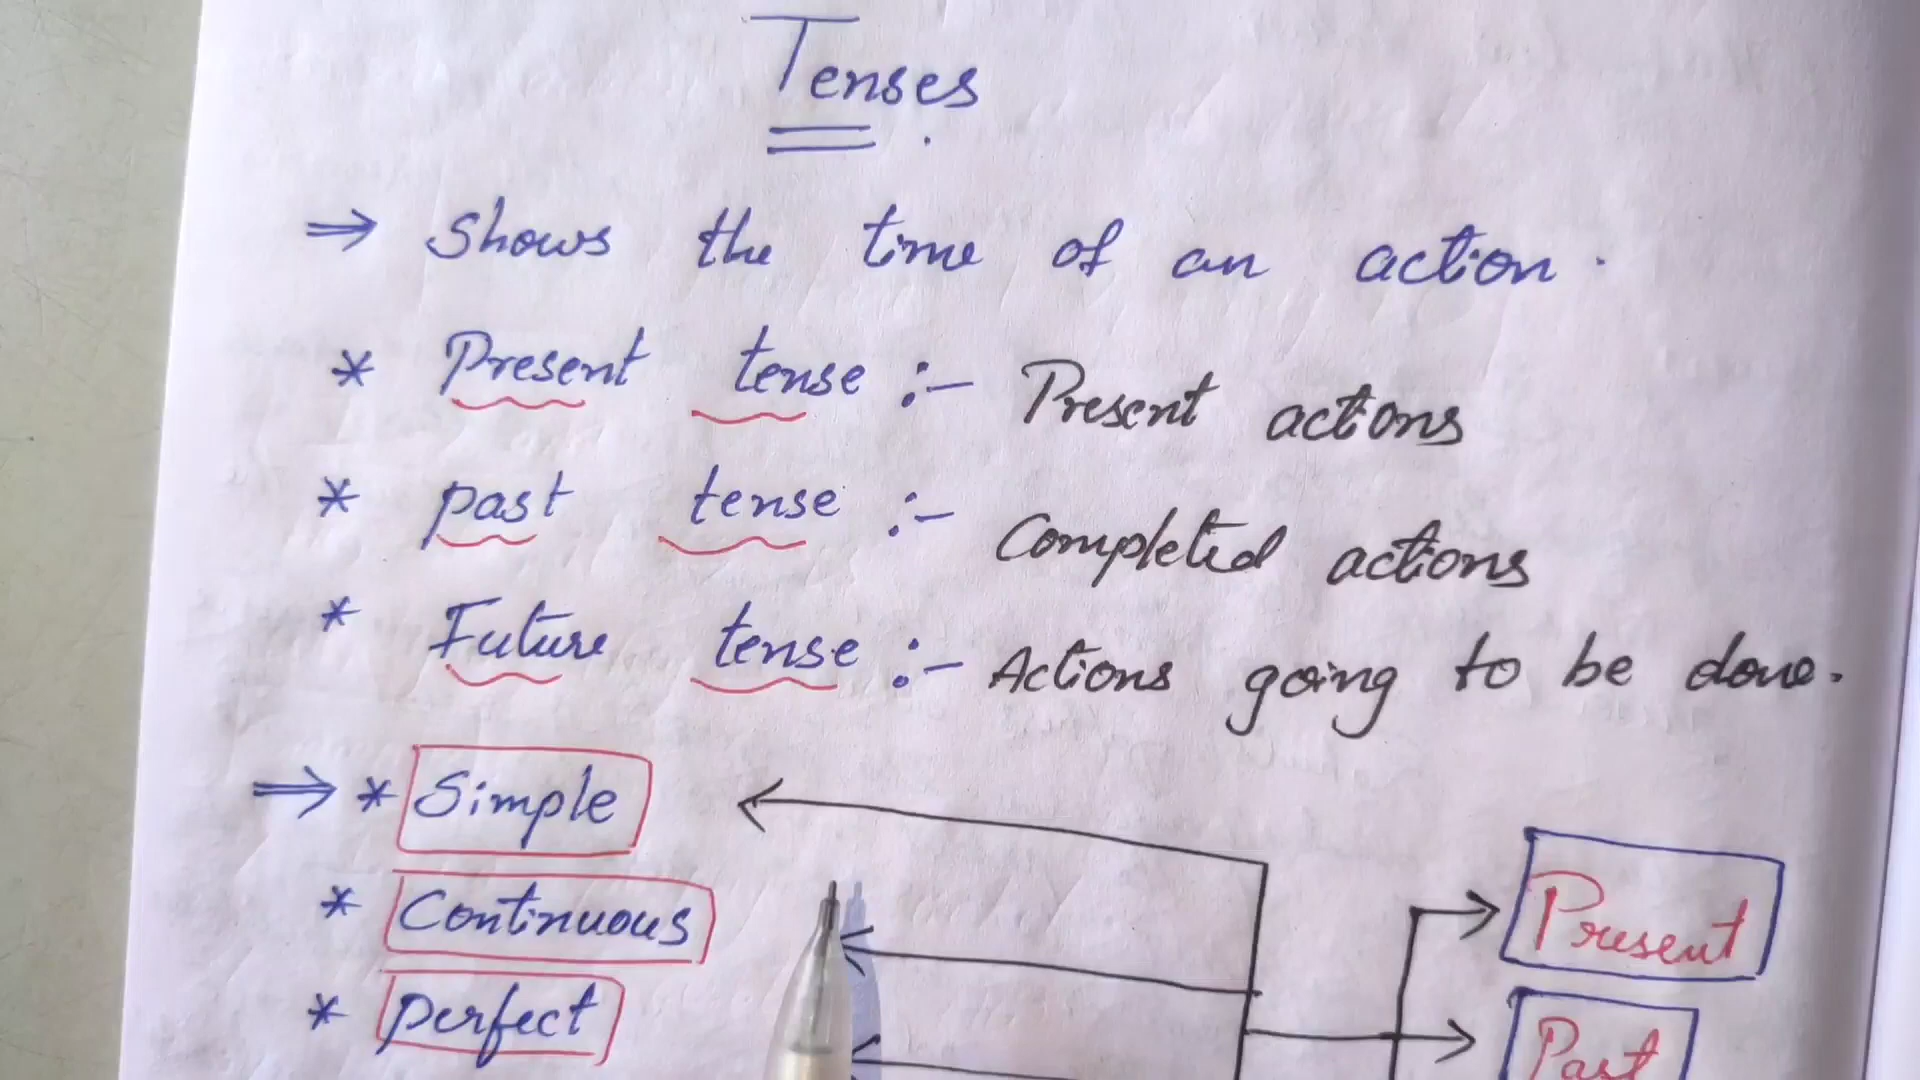 Tenses
⇒ Shows the time of an action.
* Present tense :- Present actions
* past tense :- Completed actions
* Future tense :- Actions going to be done.
⇒ * Simple
* Continuous
* perfect
Present
Past